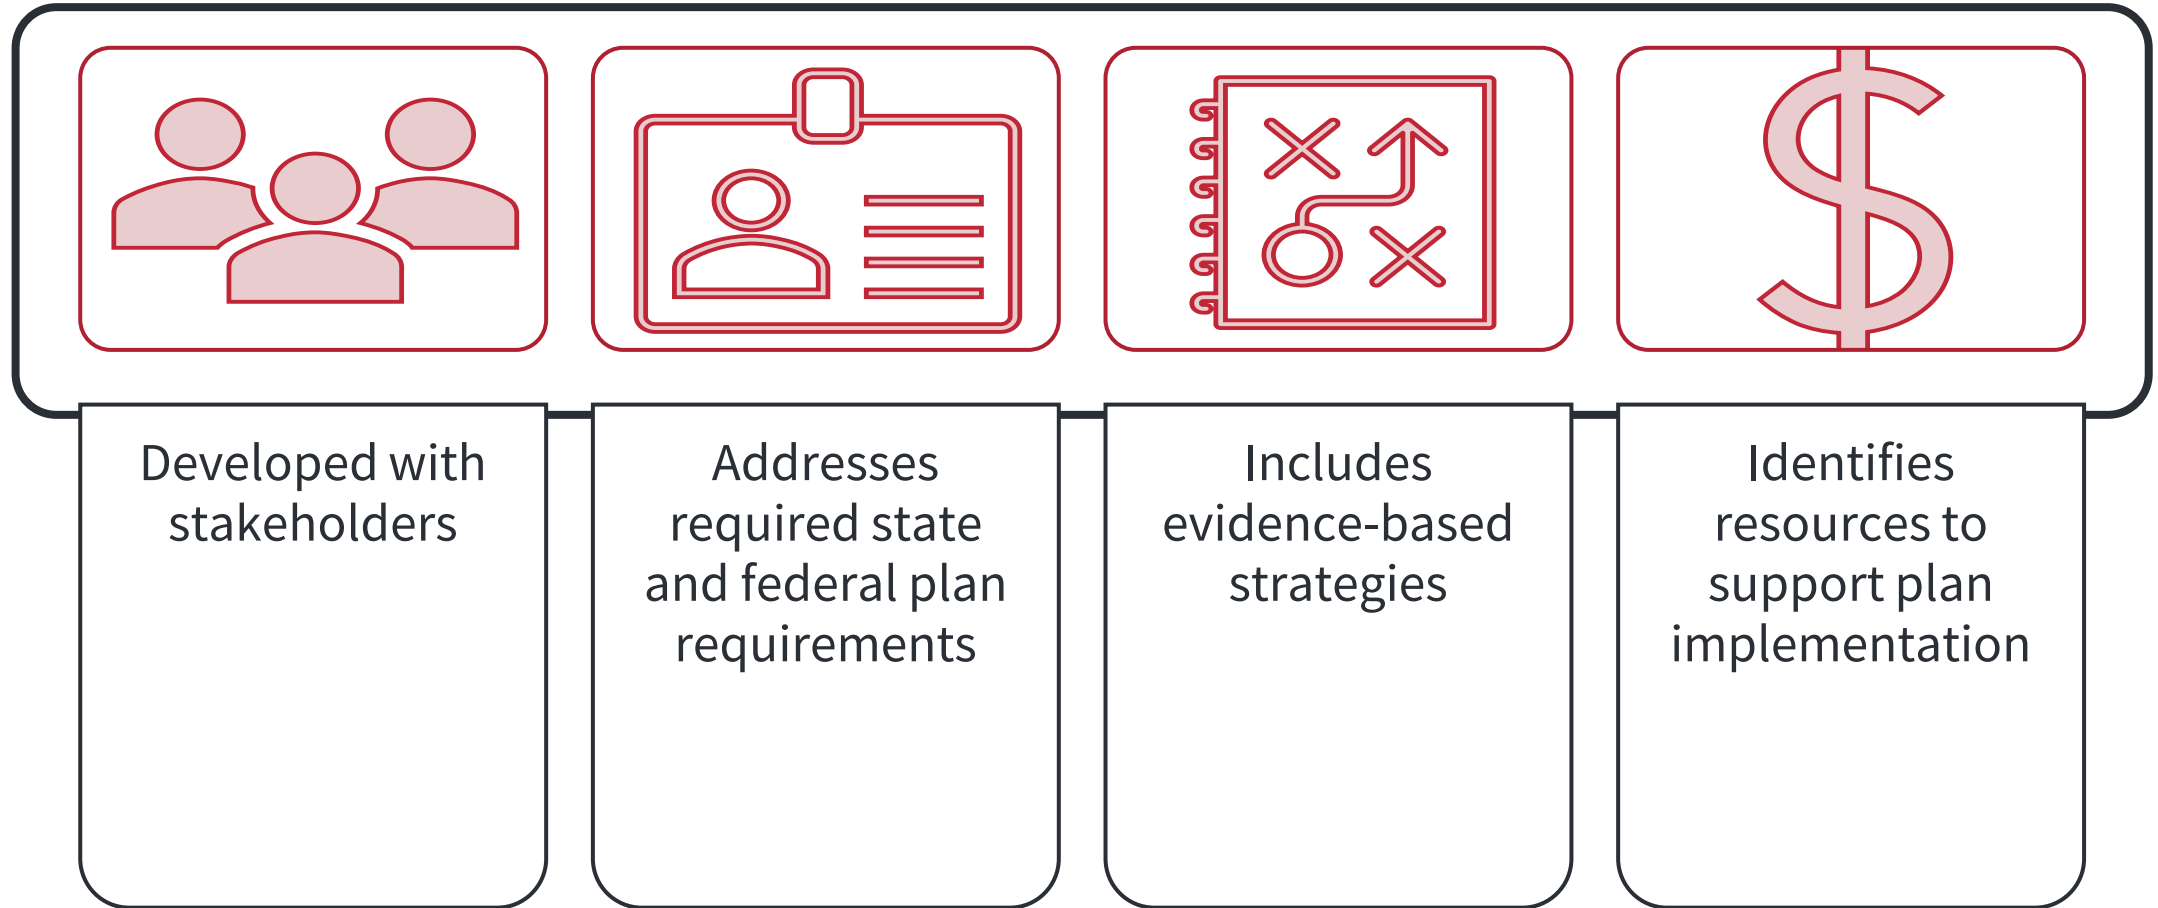 Developed with
stakeholders
Addresses
required state
and federal plan
requirements
Includes
evidence-based
strategies
Identifies
resources to
support plan
implementation